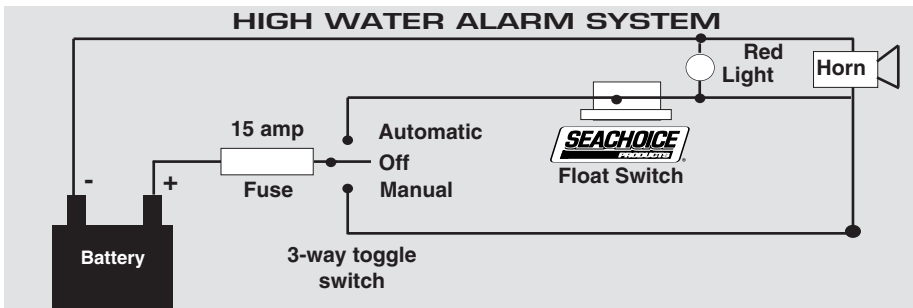 HIGH WATER ALARM SYSTEM
Red
Light
Horn
15 amp
Automatic
Off
Manual
SEACHOICE
PRODUCTS ®
Float Switch
- +
Fuse
Battery
3-way toggle
switch